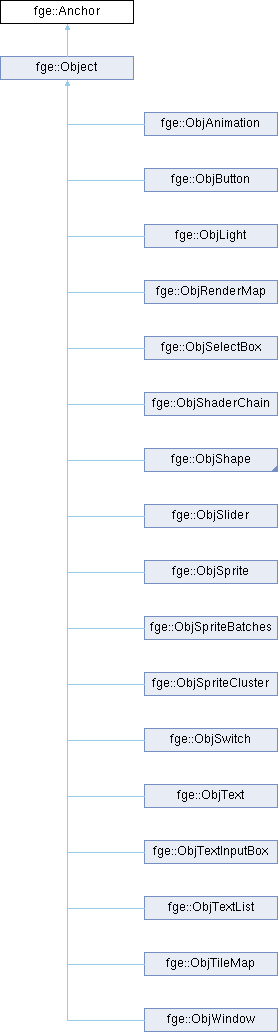 fge::Anchor
fge::Object
fge::ObjAnimation
fge::ObjButton
fge::ObjLight
fge::ObjRenderMap
fge::ObjSelectBox
fge::ObjShaderChain
fge::ObjShape
fge::ObjSlider
fge::ObjSprite
fge::ObjSpriteBatches
fge::ObjSpriteCluster
fge::ObjSwitch
fge::ObjText
fge::ObjTextInputBox
fge::ObjTextList
fge::ObjTileMap
fge::ObjWindow